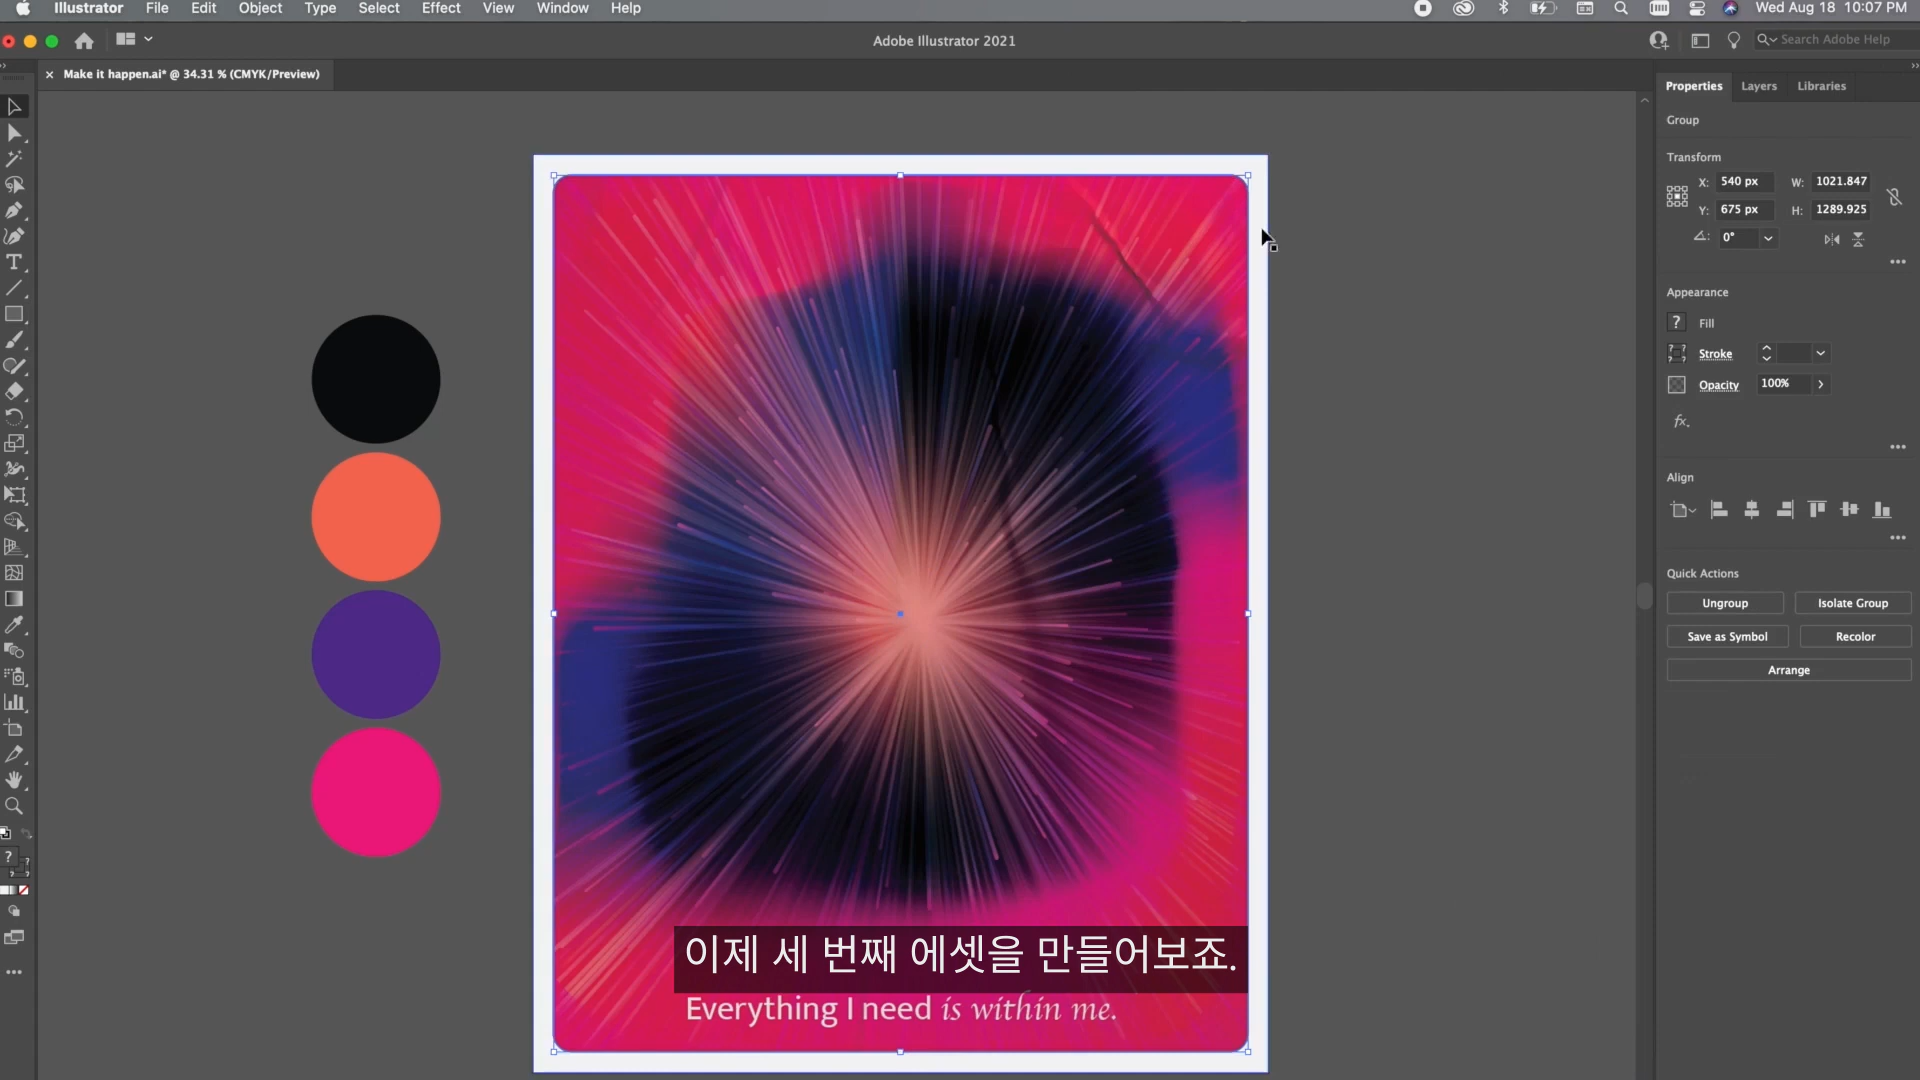 Illustrator File Edit Object Type Select Effect View Window Help
Wed Aug 18 10:07 PM
Adobe Illustrator 2021
Search Adobe Help
Make it happen.ai* @ 34.31 % (CMYK/Preview)
Properties Layers Libraries
Group
Transform
X: 540 px W: 1021.847
Y: 675 px H: 1289.925
0°
Appearance
? Fill
Stroke
Opacity 100%
fx.
Align
Quick Actions
Ungroup Isolate Group
Save as Symbol Recolor
Arrange
이제 세 번째 에셋을 만들어보죠.
Everything I need is within me.